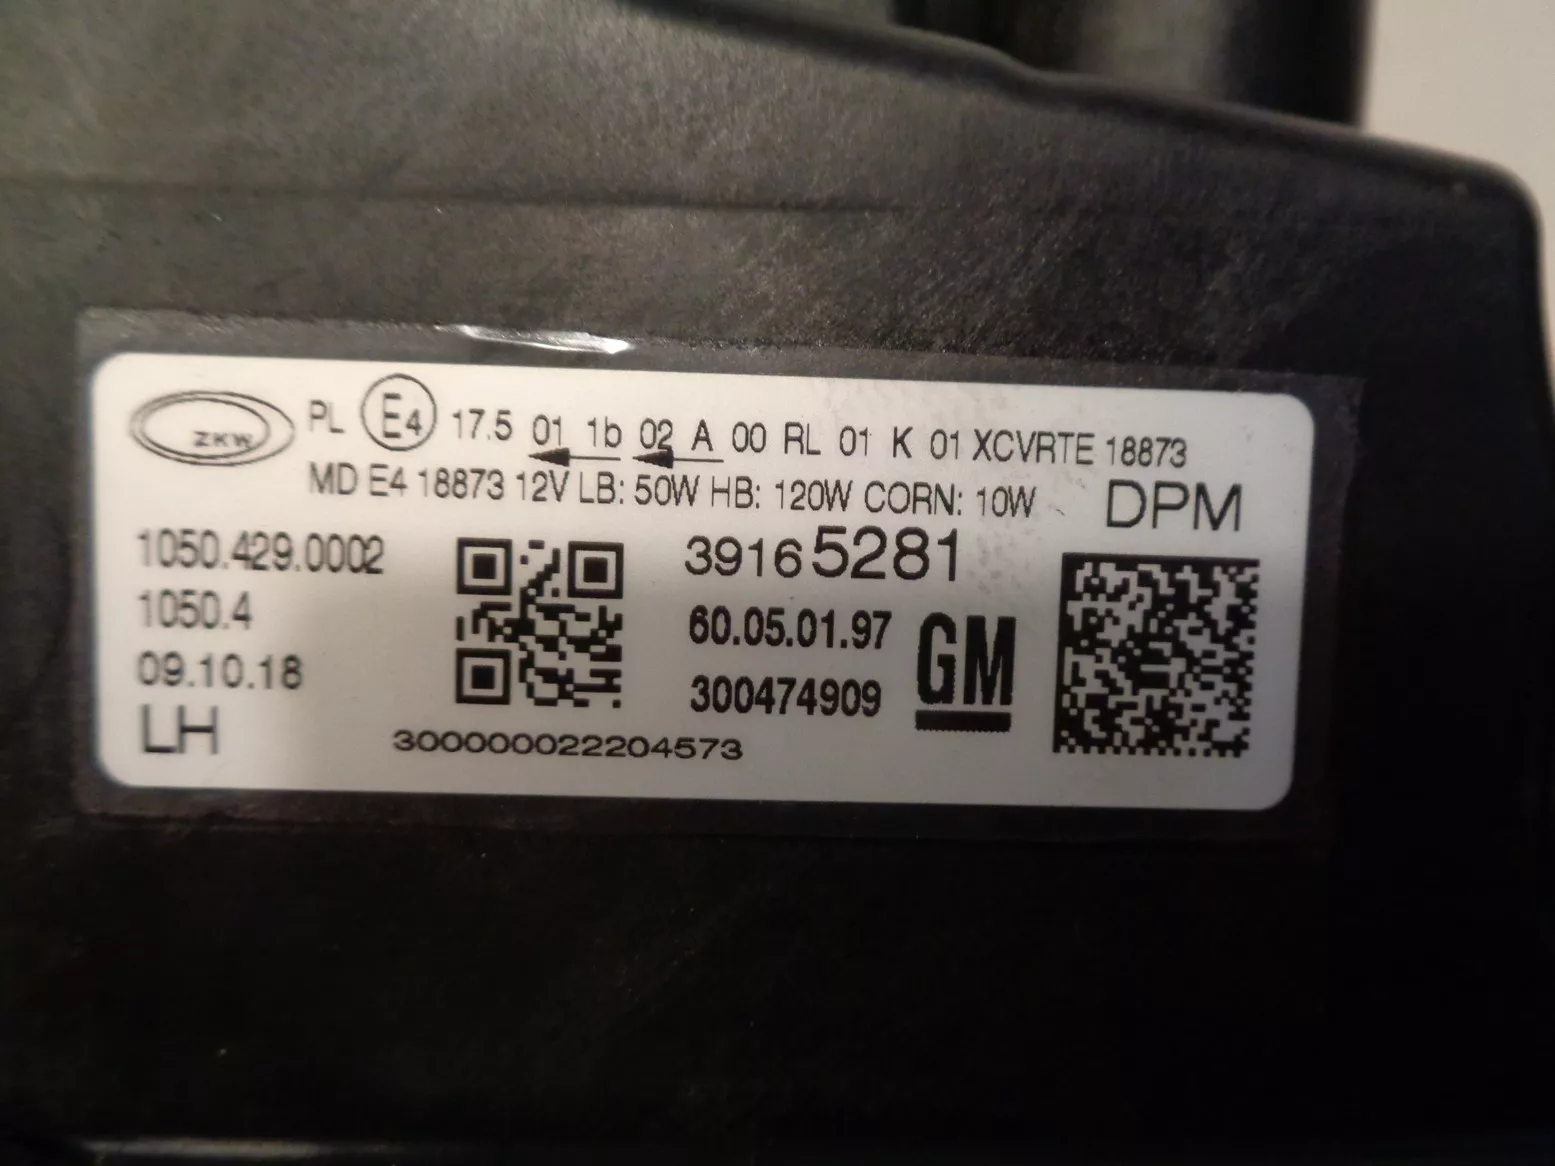 ZKW PL E4 17.5 01 1b 02 A 00 RL 01 K 01 XCVRTE 18873
MD E4 18873 12V LB: 50W HB: 120W CORN: 10W
DPM
1050.429.0002
39165281
1050.4
60.05.01.97
GM
09.10.18
300474909
LH
300000022204573